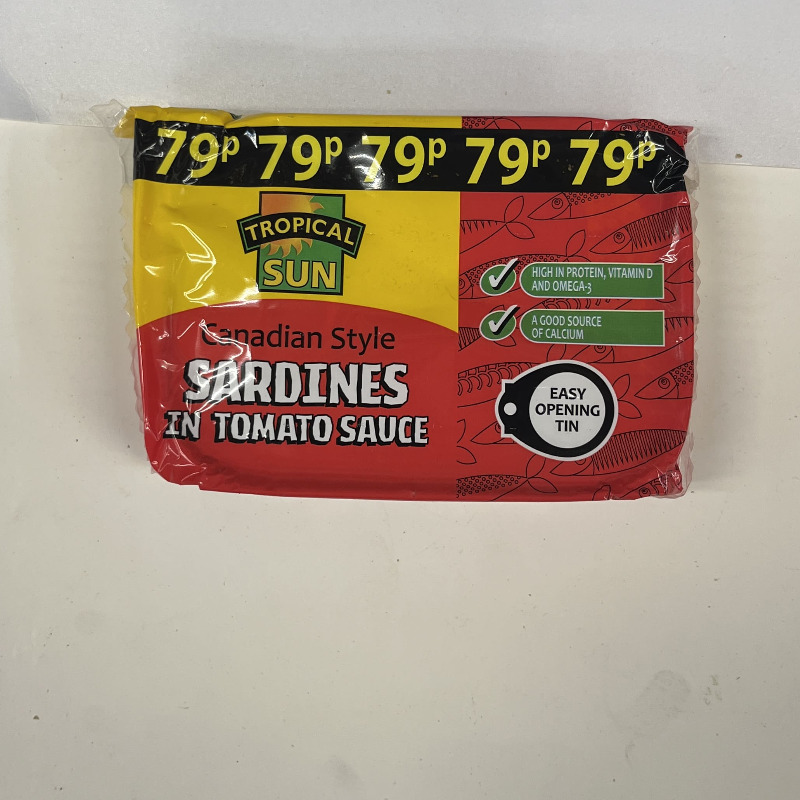 79p 79p 79p 79p 79p
TROPICAL
SUN
Canadian Style
SARDINES
IN TOMATO SAUCE
HIGH IN PROTEIN, VITAMIN D
AND OMEGA-3
A GOOD SOURCE
OF CALCIUM
EASY
OPENING
TIN